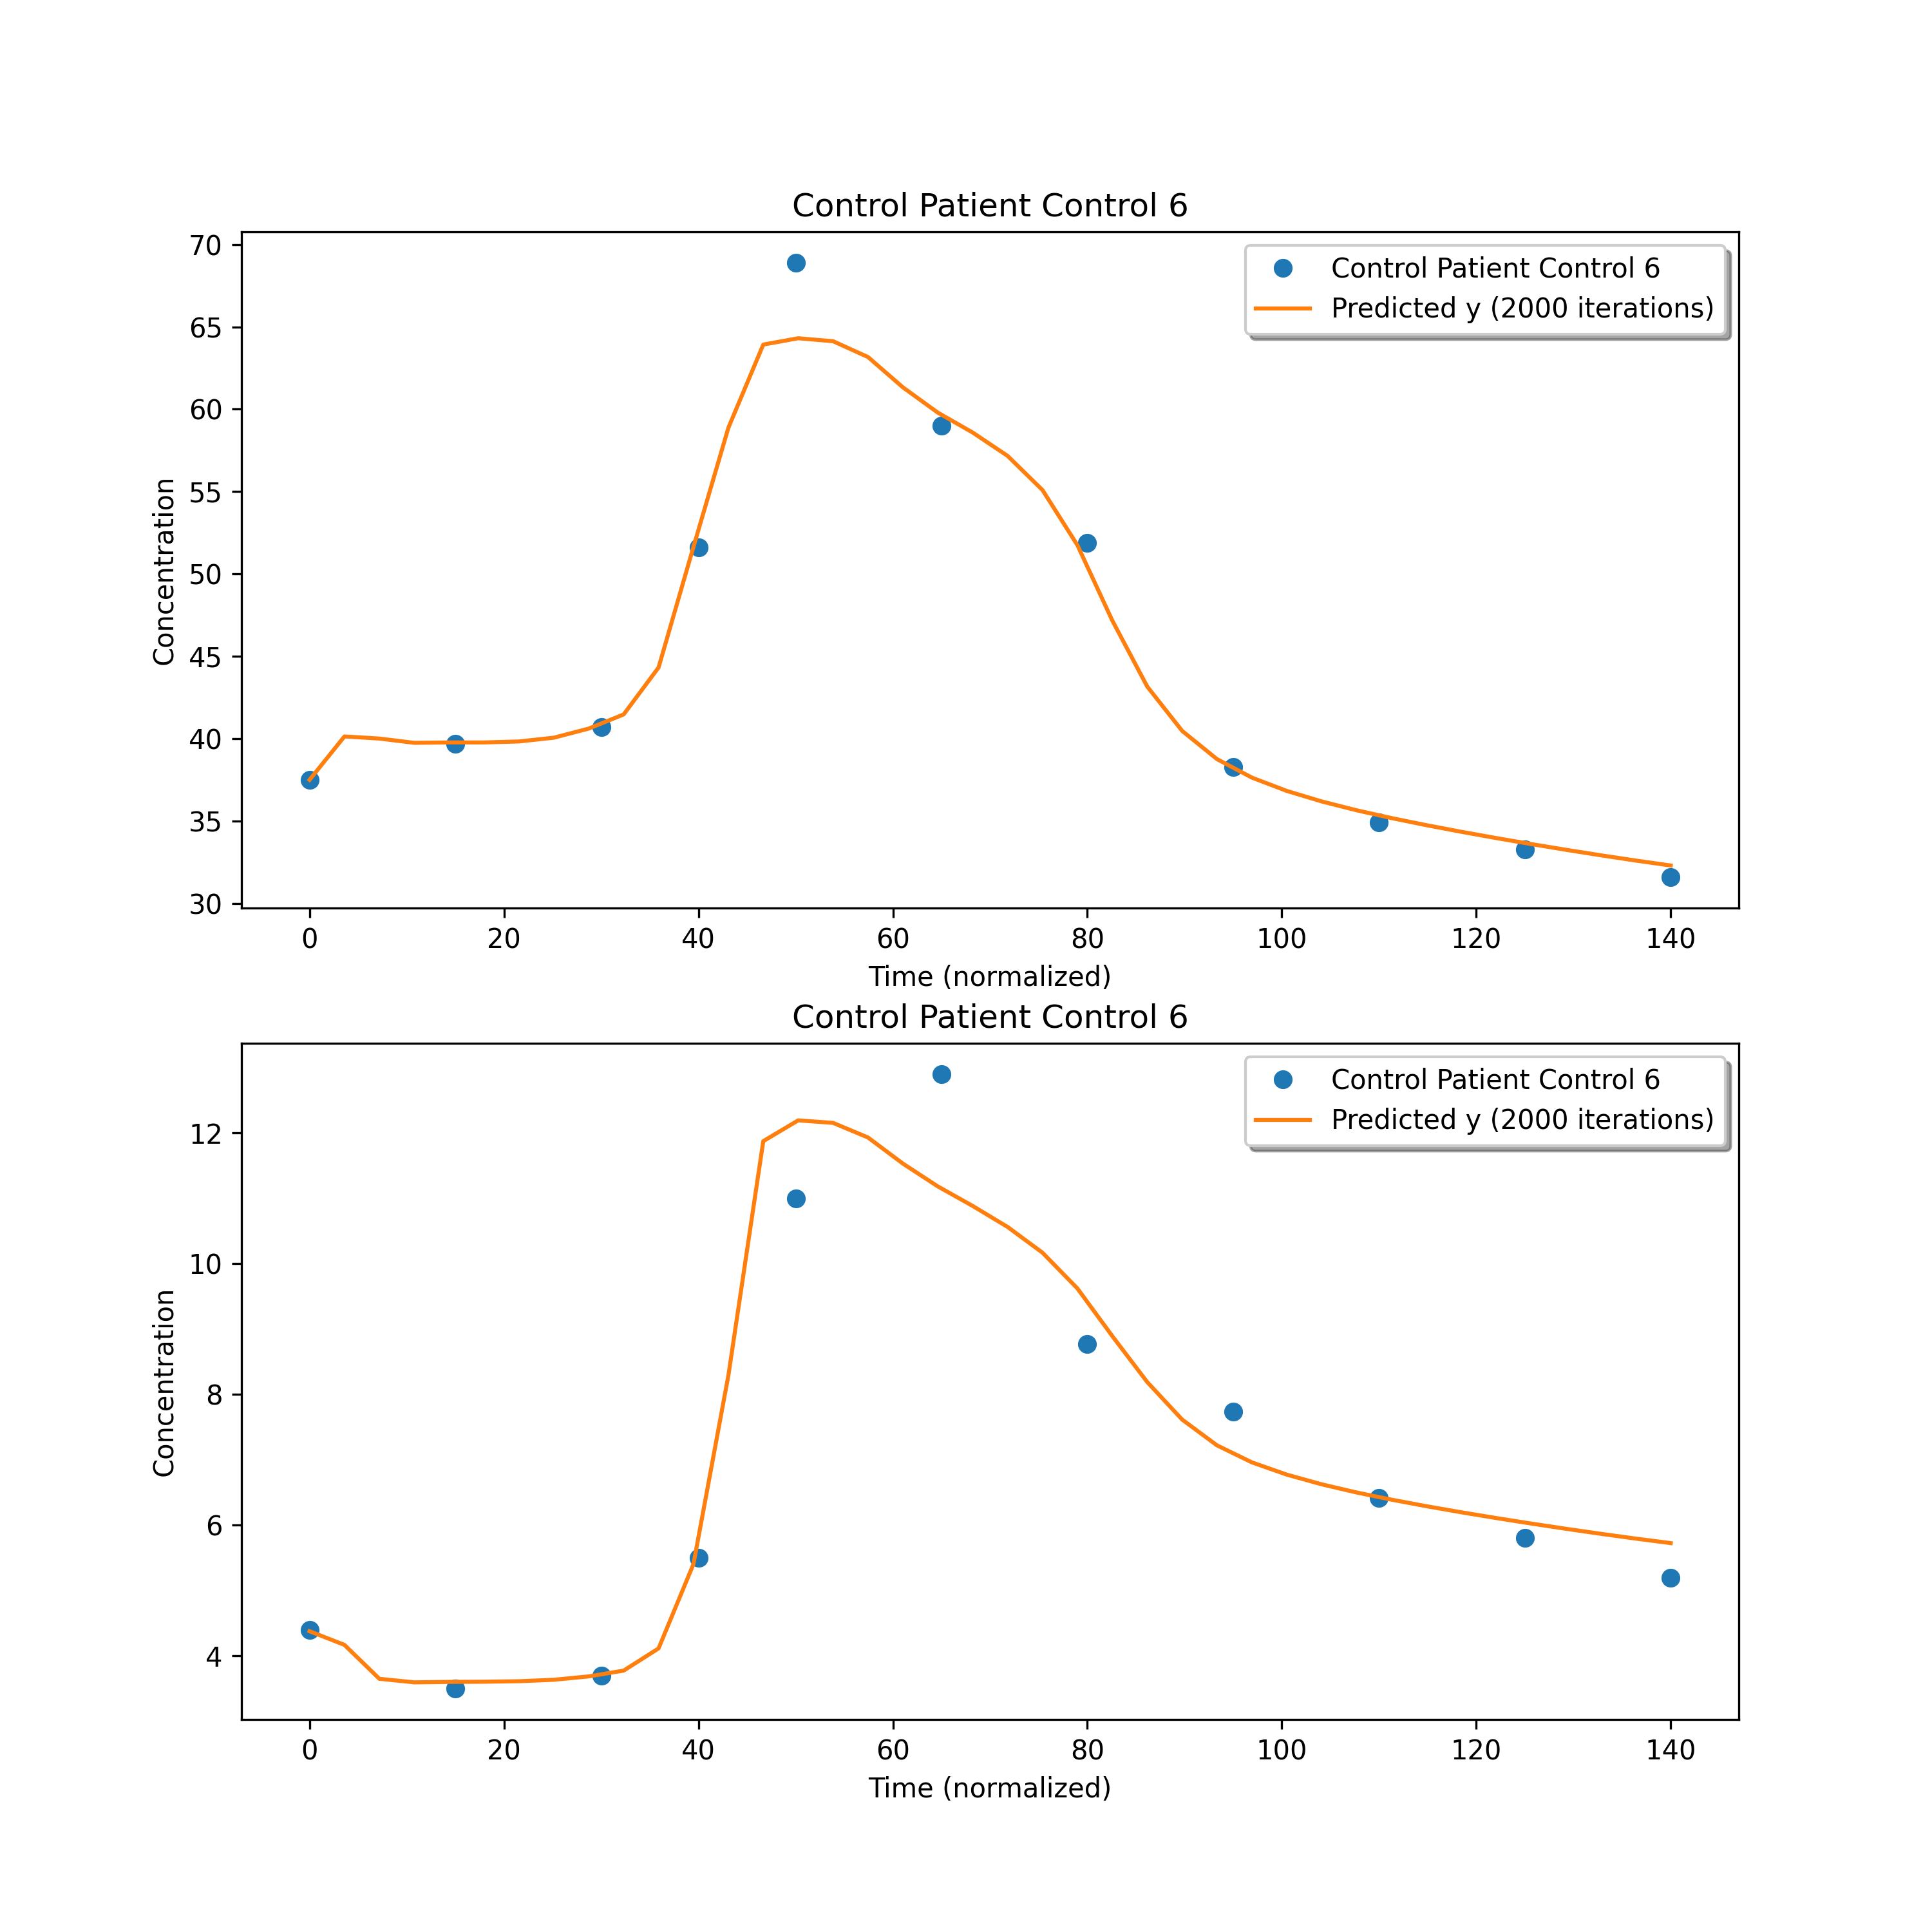 Control Patient Control 6
70
65
60
55
50
45
40
35
30
Concentration
Control Patient Control 6
Predicted y (2000 iterations)
0 20 40 60 80 100 120 140
Time (normalized)
Control Patient Control 6
12
10
8
6
4
Concentration
Control Patient Control 6
Predicted y (2000 iterations)
0 20 40 60 80 100 120 140
Time (normalized)